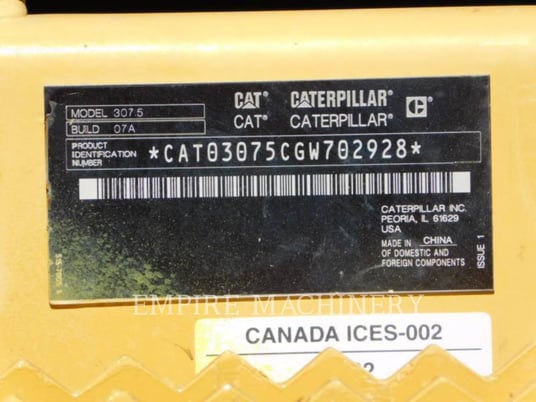 MODEL 307.5
BUILD 07A
CAT® CATERPILLAR® C®
CAT® CATERPILLAR®
PRODUCT
IDENTIFICATION
NUMBER
*CAT03075CGW702928*
CATERPILLAR INC.
PEORIA, IL 61629
USA
MADE IN CHINA
OF DOMESTIC AND
FOREIGN COMPONENTS
ISSUE 1
EMPIRE MACHINERY
CANADA ICES-002